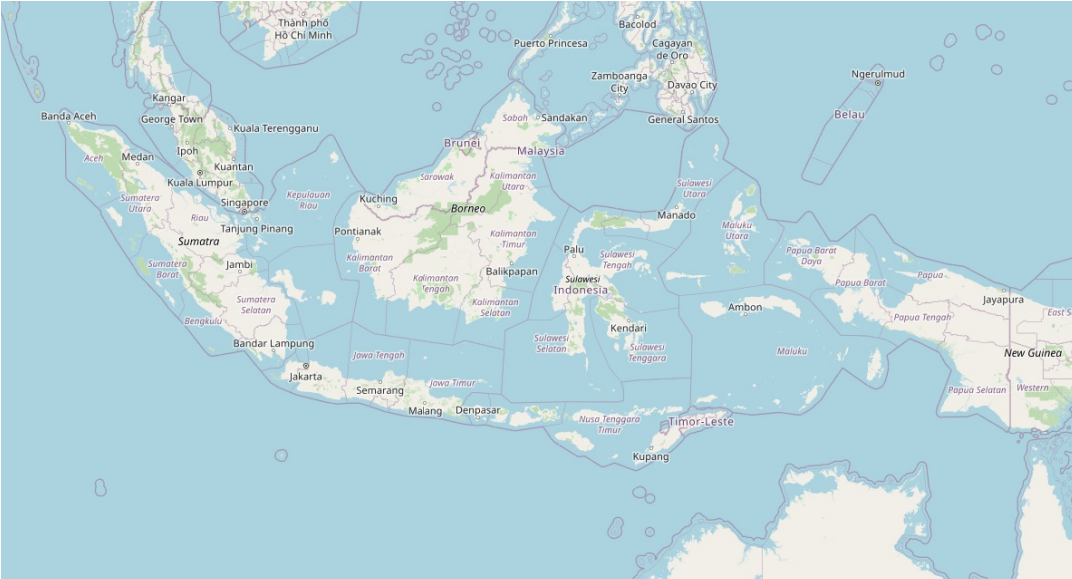 Thành phố
Hồ Chí Minh
Bacolod
Puerto Princesa
Cagayan
de Oro
Ngerulmud
Zamboanga
City
Davao City
Kangar
Banda Aceh
George Town
Kuala Terengganu
Sabah
Sandakan
General Santos
Belau
Brunei
Malaysia
Ipoh
Aceh
Medan
Kuantan
Kuala Lumpur
Sarawak
Kalimantan
Utara
Sulawesi
Utara
Sumatera
Utara
Kepulauan
Riau
Singapore
Kuching
Borneo
Manado
Riau
Tanjung Pinang
Pontianak
Maluku
Utara
Sumatra
Kalimantan
Timur
Palu
Sulawesi
Tengah
Papua Barat
Daya
Sumatera
Barat
Jambi
Kalimantan
Barat
Balikpapan
Sulawesi
Papua
Papua Barat
Kalimantan
Tengah
Indonesia
Sumatera
Selatan
Kalimantan
Selatan
Ambon
Jayapura
Bengkulu
Papua Tengah
East S
Kendari
Bandar Lampung
Sulawesi
Selatan
Sulawesi
Tenggara
Maluku
New Guinea
Jawa Tengah
Jakarta
Semarang
Jawa Timur
Papua Selatan
Western
Malang
Denpasar
Nusa Tenggara
Timur
Timor-Leste
Kupang